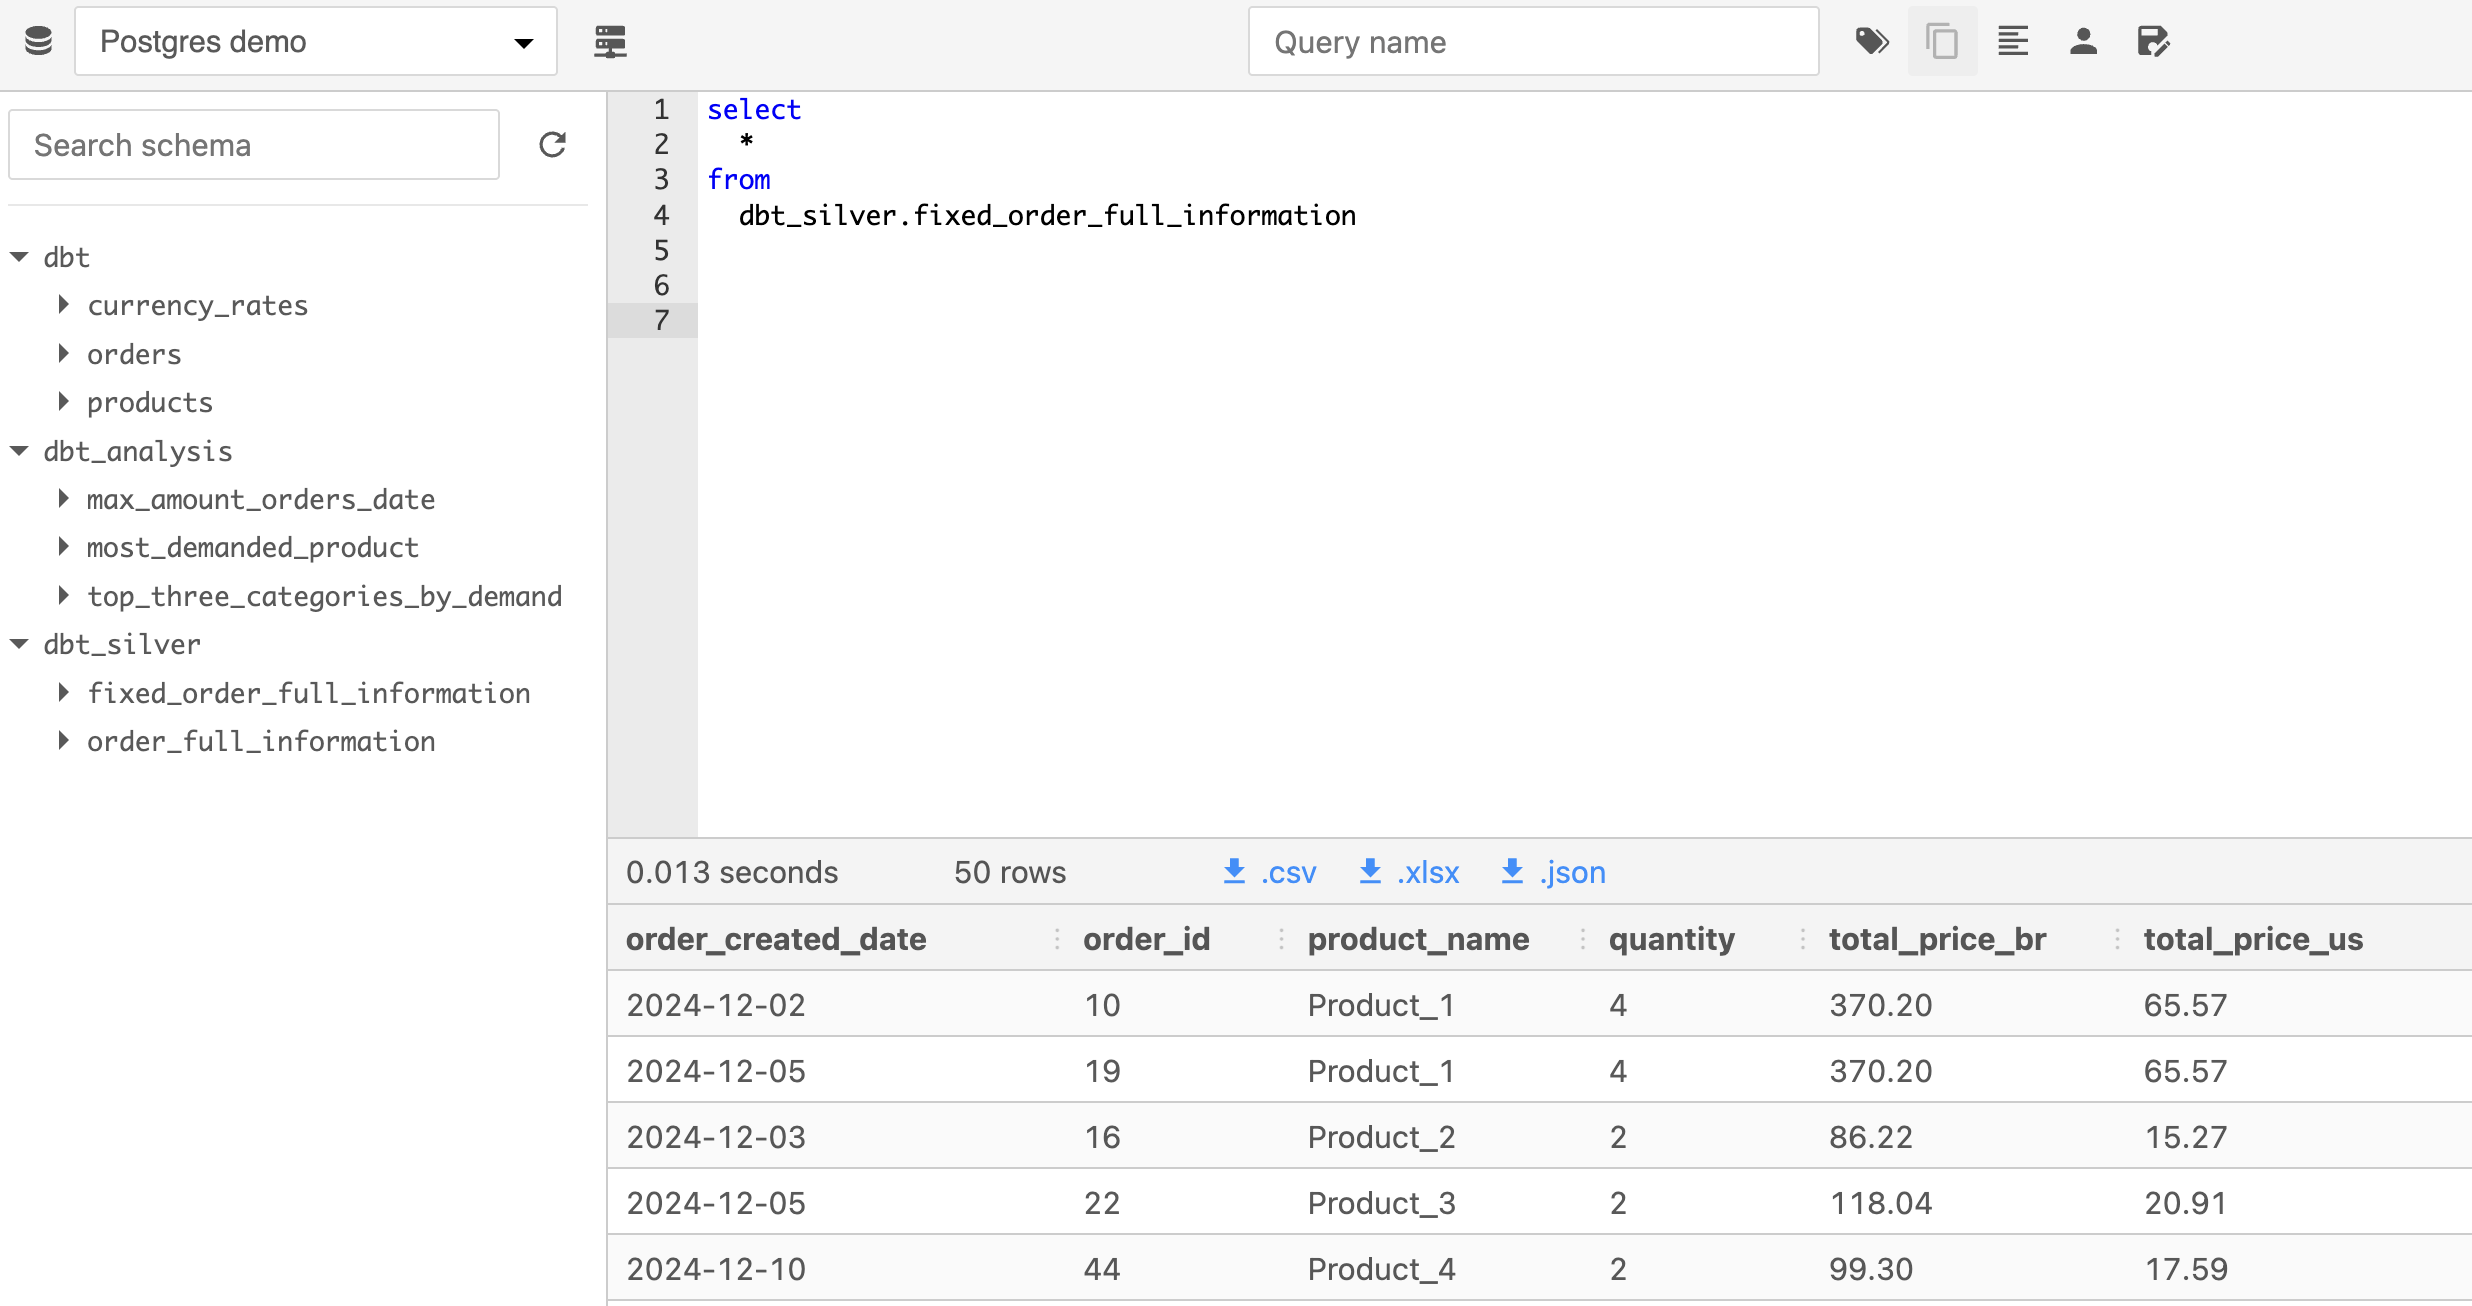 Postgres demo
Query name
Search schema
dbt
currency_rates
orders
products
dbt_analysis
max_amount_orders_date
most_demanded_product
top_three_categories_by_demand
dbt_silver
fixed_order_full_information
order_full_information
1 select
2 *
3 from
4 dbt_silver.fixed_order_full_information
5
6
7
0.013 seconds 50 rows .csv .xlsx .json
order_created_date order_id product_name quantity total_price_br total_price_us
2024-12-02 10 Product_1 4 370.20 65.57
2024-12-05 19 Product_1 4 370.20 65.57
2024-12-03 16 Product_2 2 86.22 15.27
2024-12-05 22 Product_3 2 118.04 20.91
2024-12-10 44 Product_4 2 99.30 17.59